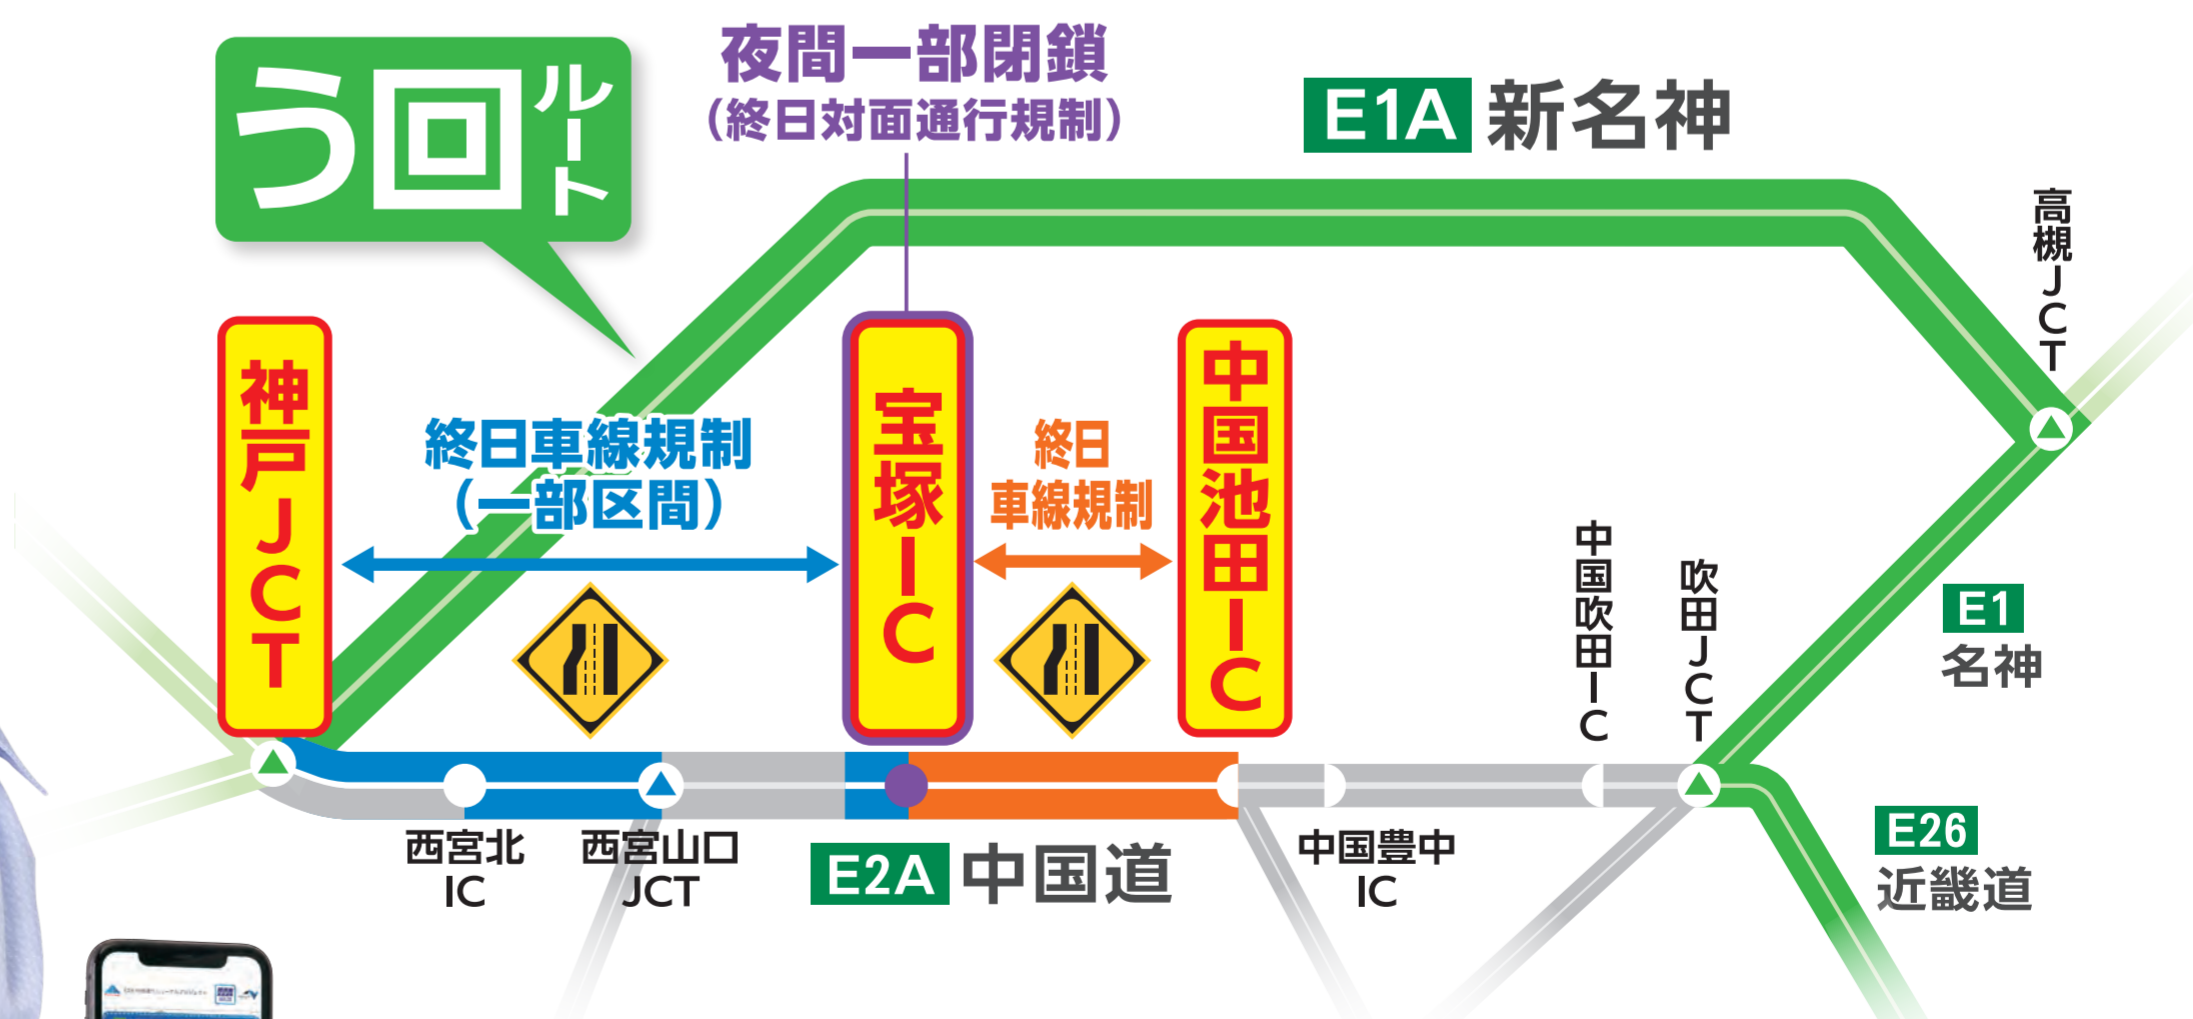 う回ルート
夜間一部閉鎖
（終日対面通行規制）
E1A 新名神
高槻JCT
神戸JCT
終日車線規制
（一部区間）
宝塚IC
終日
車線規制
中国池田IC
中国吹田IC
吹田JCT
E1
名神
西宮北
IC
西宮山口
JCT
E2A 中国道
中国豊中
IC
E26
近畿道